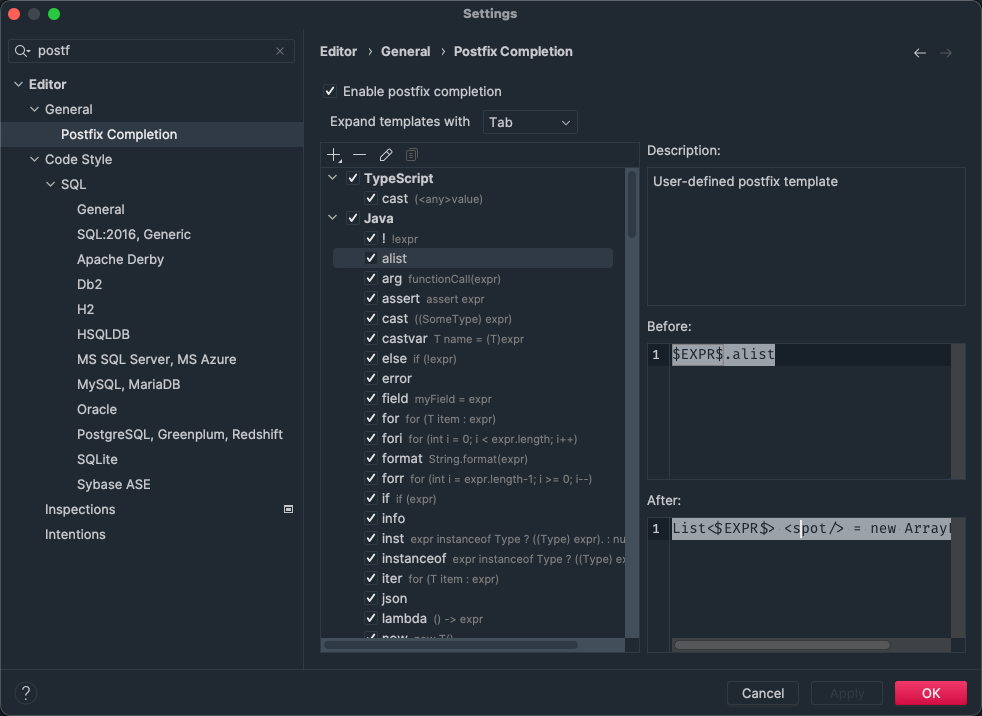 Settings
postf
Editor
General
Postfix Completion
Code Style
SQL
General
SQL:2016, Generic
Apache Derby
Db2
H2
HSQLDB
MS SQL Server, MS Azure
MySQL, MariaDB
Oracle
PostgreSQL, Greenplum, Redshift
SQLite
Sybase ASE
Inspections
Intentions
Editor › General › Postfix Completion
Enable postfix completion
Expand templates with Tab
TypeScript
cast (<any>value)
Java
! !expr
alist
arg functionCall(expr)
assert assert expr
cast ((SomeType) expr)
castvar T name = (T)expr
else if (!expr)
error
field myField = expr
for for (T item : expr)
fori for (int i = 0; i < expr.length; i++)
format String.format(expr)
forr for (int i = expr.length-1; i >= 0; i--)
if if (expr)
info
inst expr instanceof Type ? ((Type) expr). : nu
instanceof expr instanceof Type ? ((Type) ex
iter for (T item : expr)
json
lambda () -> expr
new new T()
Description:
User-defined postfix template
Before:
1 $EXPR$.alist
After:
1 List<$EXPR$> <spot/> = new Array
?
Cancel
Apply
OK